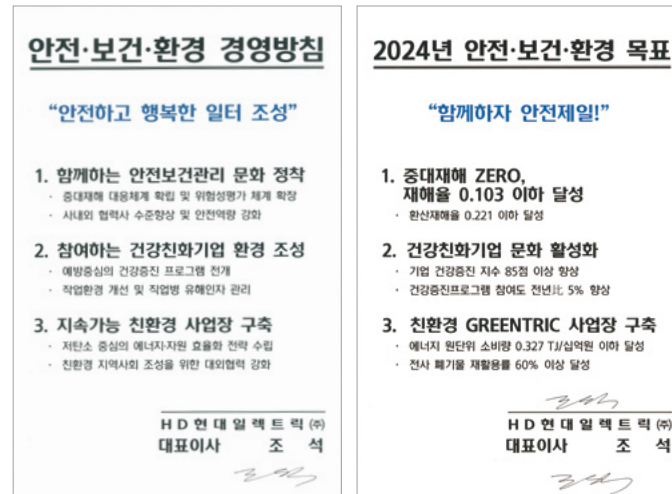 안전·보건·환경 경영방침
“안전하고 행복한 일터 조성”
1. 함께하는 안전보건관리 문화 정착
· 중대재해 대응체계 확립 및 위험성평가 체계 확장
· 사내외 협력사 수준향상 및 안전역량 강화
2. 참여하는 건강친화기업 환경 조성
· 예방중심의 건강증진 프로그램 전개
· 작업환경 개선 및 직업병 유해인자 관리
3. 지속가능 친환경 사업장 구축
· 저탄소 중심의 에너지·자원 효율화 전략 수립
· 친환경 지역사회 조성을 위한 대외협력 강화
HD현대일렉트릭㈜
대표이사 조 석
2024년 안전·보건·환경 목표
“함께하자 안전제일!”
1. 중대재해 ZERO,
재해율 0.103 이하 달성
· 환산재해율 0.221 이하 달성
2. 건강친화기업 문화 활성화
· 기업 건강증진 지수 85점 이상 향상
· 건강증진프로그램 참여도 전년比 5% 향상
3. 친환경 GREENTRIC 사업장 구축
· 에너지 원단위 소비량 0.327 TJ/십억원 이하 달성
· 전사 폐기물 재활용률 60% 이상 달성
HD현대일렉트릭㈜
대표이사 조 석